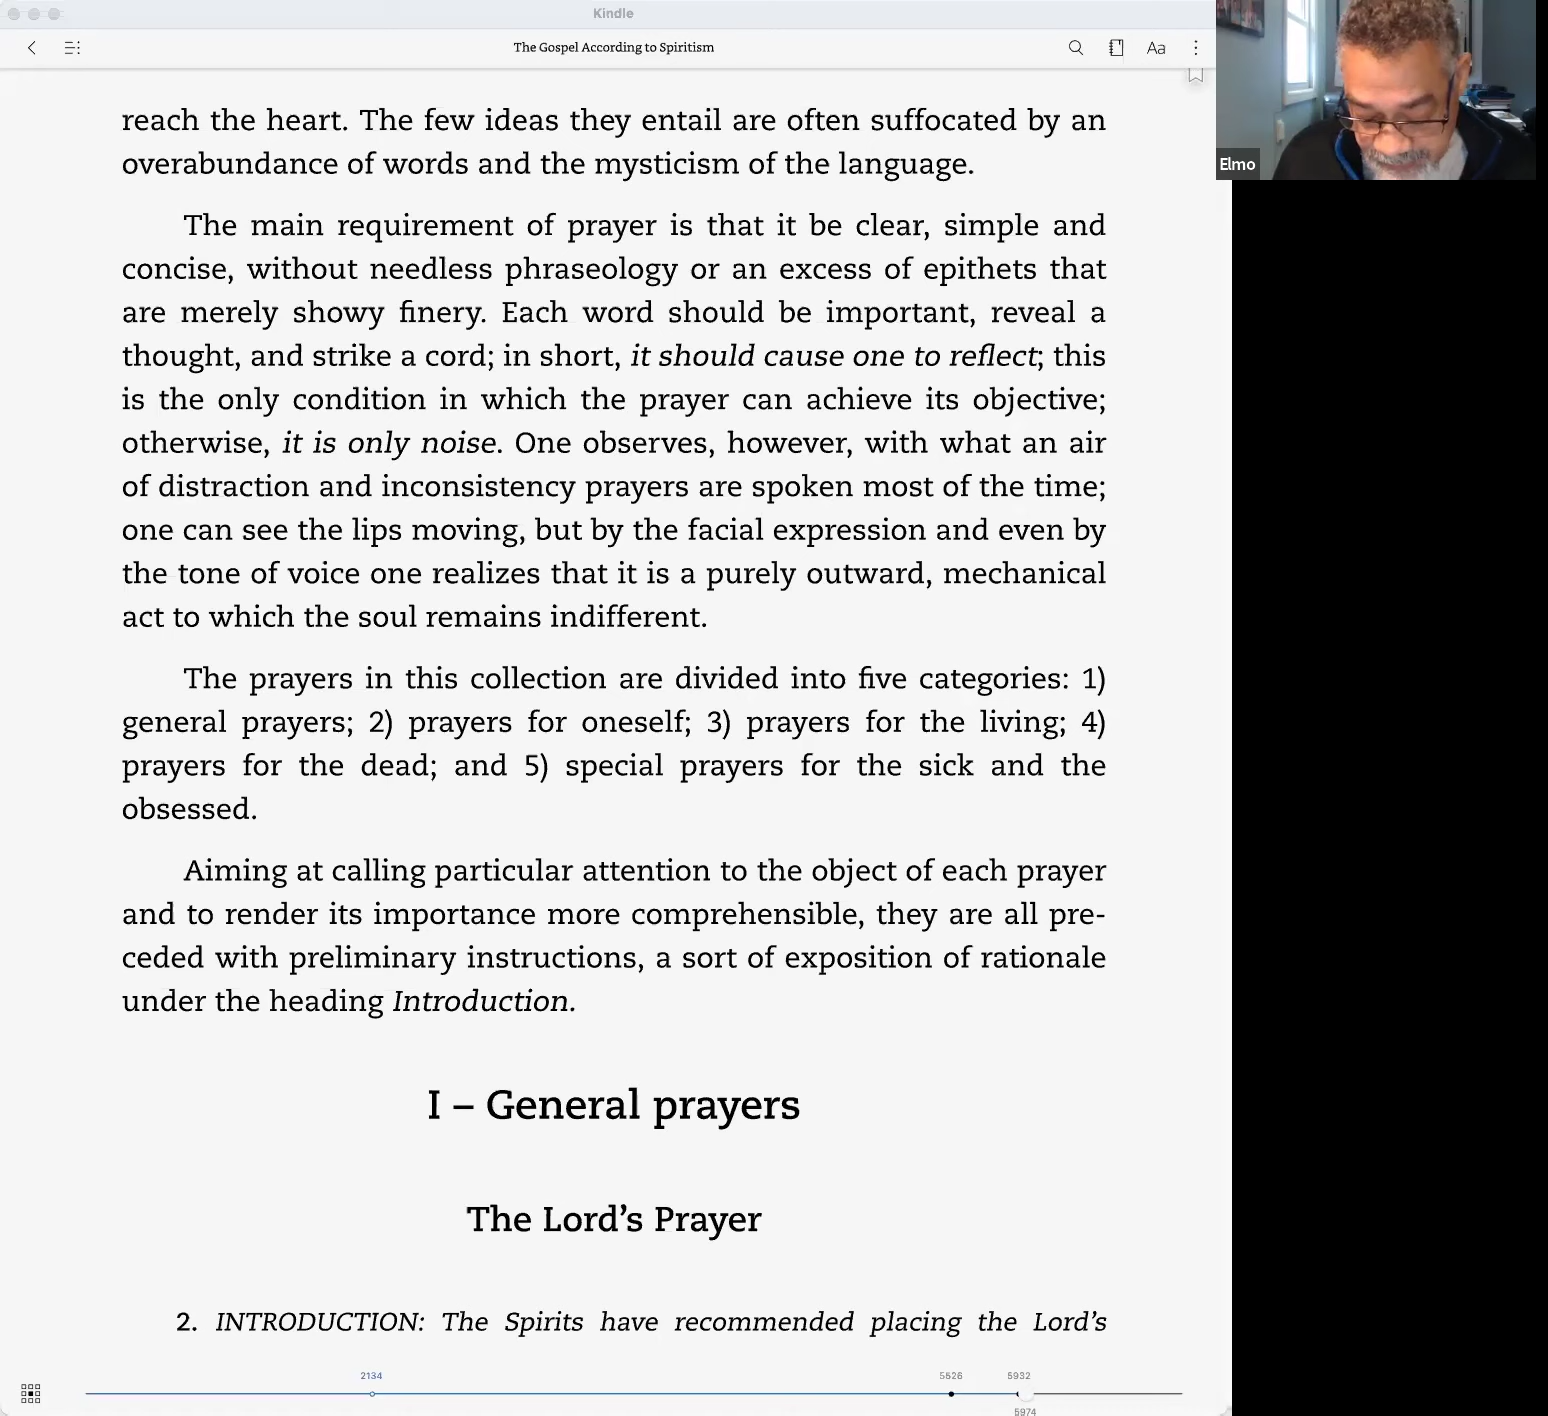 Kindle
The Gospel According to Spiritism
Aa
reach the heart. The few ideas they entail are often suffocated by an
overabundance of words and the mysticism of the language.
The main requirement of prayer is that it be clear, simple and
concise, without needless phraseology or an excess of epithets that
are merely showy finery. Each word should be important, reveal a
thought, and strike a cord; in short, it should cause one to reflect; this
is the only condition in which the prayer can achieve its objective;
otherwise, it is only noise. One observes, however, with what an air
of distraction and inconsistency prayers are spoken most of the time;
one can see the lips moving, but by the facial expression and even by
the tone of voice one realizes that it is a purely outward, mechanical
act to which the soul remains indifferent.
The prayers in this collection are divided into five categories: 1)
general prayers; 2) prayers for oneself; 3) prayers for the living; 4)
prayers for the dead; and 5) special prayers for the sick and the
obsessed.
Aiming at calling particular attention to the object of each prayer
and to render its importance more comprehensible, they are all pre-
ceded with preliminary instructions, a sort of exposition of rationale
under the heading Introduction.
I – General prayers
The Lord’s Prayer
2. INTRODUCTION: The Spirits have recommended placing the Lord’s
2134
5526
5932
5974
Elmo